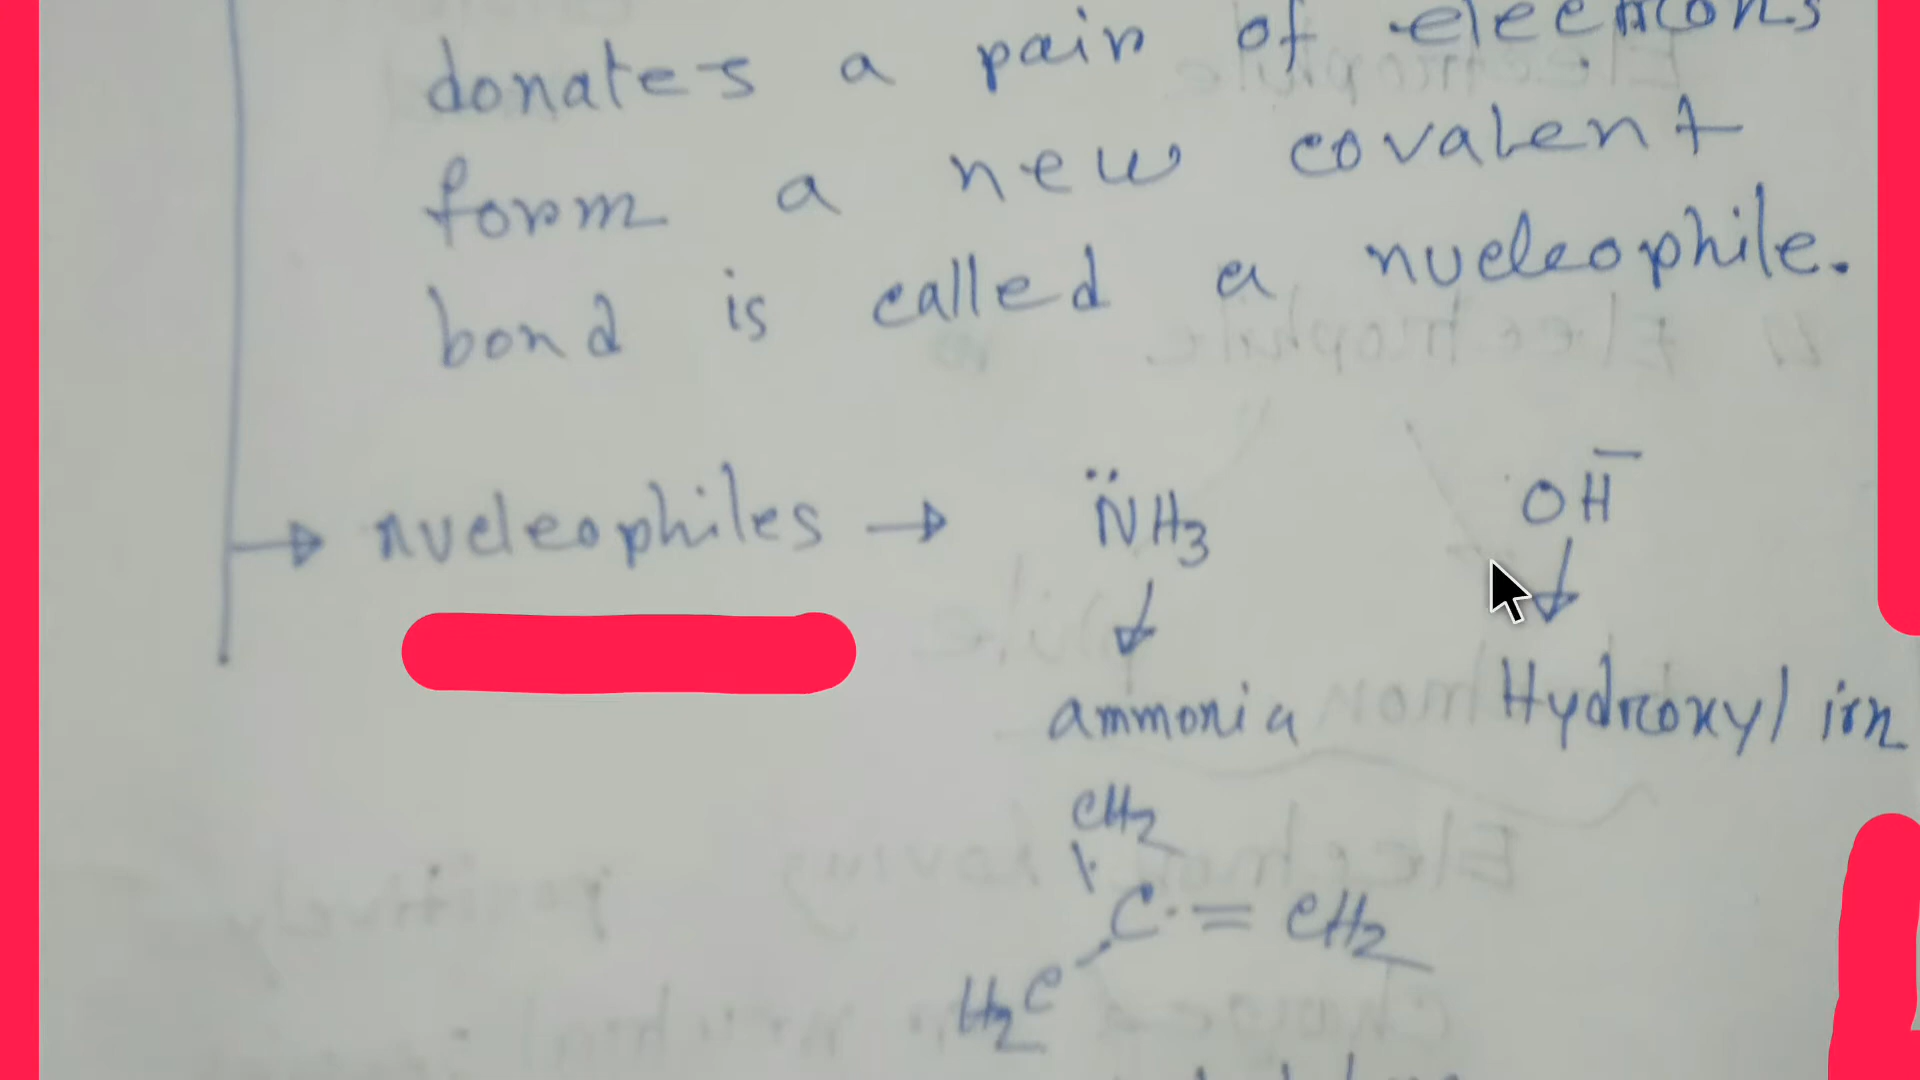 donates a pair of electrons
form a new covalent
bond is called a nucleophile.
nucleophiles → N̈H3 OH⁻
ammonia Hydroxyl ion
CH2
C = CH2
H2C